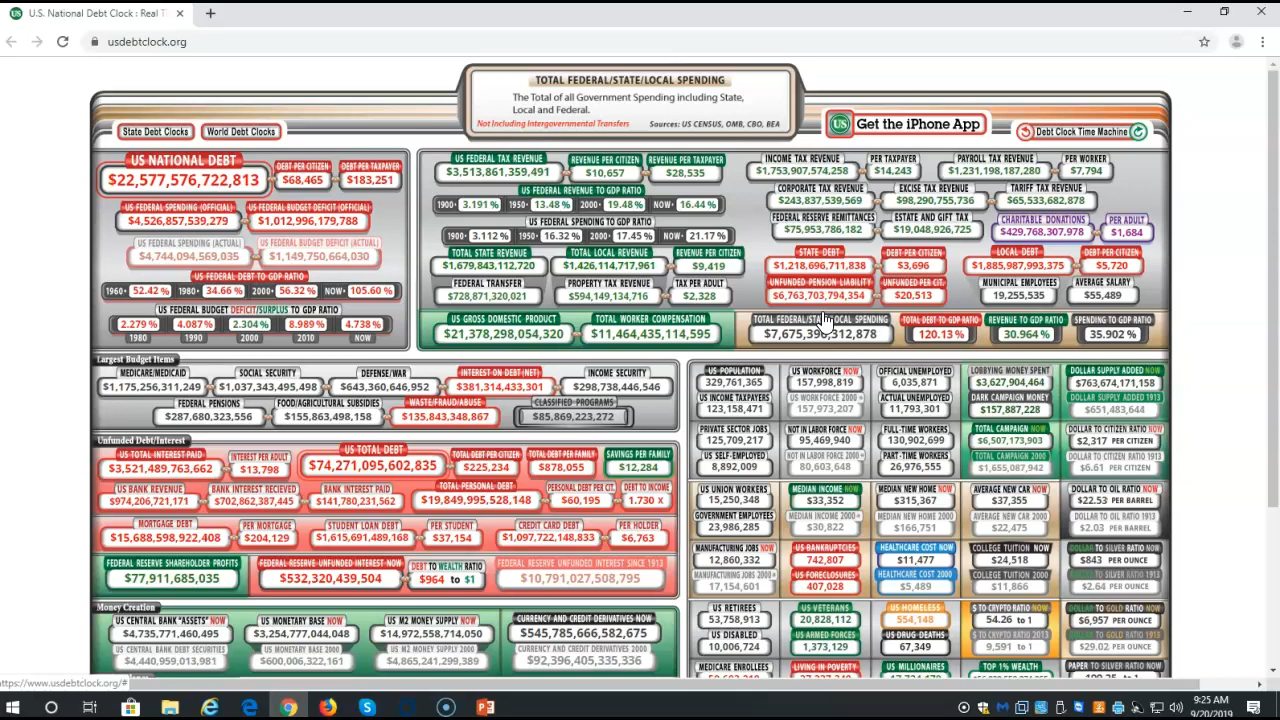 U.S. National Debt Clock : Real T
usdebtclock.org
TOTAL FEDERAL/STATE/LOCAL SPENDING
The Total of all Government Spending including State,
Local and Federal.
Not Including Intergovernmental Transfers Sources: US CENSUS, OMB, CBO, BEA
State Debt Clocks World Debt Clocks
US Get the iPhone App
Debt Clock Time Machine
US NATIONAL DEBT DEBT PER CITIZEN DEBT PER TAXPAYER
$22,577,576,722,813 $68,465 $183,251
US FEDERAL SPENDING (OFFICIAL) US FEDERAL BUDGET DEFICIT (OFFICIAL)
$4,526,857,539,279 $1,012,996,179,788
US FEDERAL SPENDING (ACTUAL) US FEDERAL BUDGET DEFICIT (ACTUAL)
$4,744,094,569,035 $1,149,750,664,030
US FEDERAL DEBT TO GDP RATIO
1960· 52.42 % 1980· 34.66 % 2000· 56.32 % NOW· 105.60 %
US FEDERAL BUDGET DEFICIT/SURPLUS TO GDP RATIO
2.279 % 4.087 % 2.304 % 8.989 % 4.738 %
1980 1990 2000 2010 NOW
US FEDERAL TAX REVENUE REVENUE PER CITIZEN REVENUE PER TAXPAYER
$3,513,861,359,491 $10,657 $28,535
US FEDERAL REVENUE TO GDP RATIO
1900· 3.191 % 1950· 13.48 % 2000· 19.48 % NOW· 16.44 %
US FEDERAL SPENDING TO GDP RATIO
1900· 3.112 % 1950· 16.32 % 2000· 17.45 % NOW· 21.17 %
TOTAL STATE REVENUE TOTAL LOCAL REVENUE REVENUE PER CITIZEN
$1,679,843,112,720 $1,426,114,717,961 $9,419
FEDERAL TRANSFER PROPERTY TAX REVENUE TAX PER ADULT
$728,871,320,021 $594,149,134,716 $2,328
INCOME TAX REVENUE PER TAXPAYER PAYROLL TAX REVENUE PER WORKER
$1,753,907,574,258 $14,243 $1,231,198,187,280 $7,794
CORPORATE TAX REVENUE EXCISE TAX REVENUE TARIFF TAX REVENUE
$243,837,539,569 $98,290,755,736 $65,533,682,878
FEDERAL RESERVE REMITTANCES ESTATE AND GIFT TAX CHARITABLE DONATIONS PER ADULT
$75,953,786,182 $19,048,926,725 $429,768,307,978 $1,684
STATE DEBT DEBT PER CITIZEN LOCAL DEBT DEBT PER CITIZEN
$1,218,696,711,838 $3,696 $1,885,987,993,375 $5,720
UNFUNDED PENSION LIABILITY UNFUNDED PER CIT. MUNICIPAL EMPLOYEES AVERAGE SALARY
$6,763,703,794,354 $20,513 19,255,535 $55,489
US GROSS DOMESTIC PRODUCT TOTAL WORKER COMPENSATION
$21,378,298,054,320 $11,464,435,114,595
TOTAL FEDERAL/STATE/LOCAL SPENDING TOTAL DEBT TO GDP RATIO REVENUE TO GDP RATIO SPENDING TO GDP RATIO
120.13 % 30.964 % 35.902 %
Largest Budget Items
MEDICARE/MEDICAID SOCIAL SECURITY DEFENSE/WAR INTEREST ON DEBT (NET) INCOME SECURITY
$1,175,256,311,249 $1,037,343,495,498 $643,360,646,952 $381,314,433,301 $298,738,446,546
FEDERAL PENSIONS FOOD/AGRICULTURAL SUBSIDIES WASTE/FRAUD/ABUSE CLASSIFIED PROGRAMS
$287,680,323,556 $155,863,498,158 $135,843,348,867 $85,869,223,272
Unfunded Debt/Interest
US TOTAL INTEREST PAID INTEREST PER ADULT US TOTAL DEBT TOTAL DEBT PER CITIZEN TOTAL DEBT PER FAMILY SAVINGS PER FAMILY
$3,521,489,763,662 $13,798 $74,271,095,602,835 $225,234 $878,055 $12,284
US BANK REVENUE BANK INTEREST RECIEVED BANK INTEREST PAID TOTAL PERSONAL DEBT PERSONAL DEBT PER CIT. DEBT TO INCOME
$974,206,721,171 $702,862,387,445 $141,780,231,562 $19,849,995,528,148 $60,195 1.730 x
MORTGAGE DEBT PER MORTGAGE STUDENT LOAN DEBT PER STUDENT CREDIT CARD DEBT PER HOLDER
$15,688,598,922,408 $204,129 $1,615,691,489,168 $37,154 $1,097,722,148,833 $6,763
FEDERAL RESERVE SHAREHOLDER PROFITS FEDERAL RESERVE UNFUNDED INTEREST NOW DEBT TO WEALTH RATIO FEDERAL RESERVE UNFUNDED INTEREST SINCE 1913
$77,911,685,035 $532,320,439,504 $964 to $1 $10,791,027,508,795
Money Creation
US CENTRAL BANK "ASSETS" NOW US MONETARY BASE NOW US M2 MONEY SUPPLY NOW CURRENCY AND CREDIT DERIVATIVES NOW
$4,735,771,460,495 $3,254,777,044,048 $14,972,558,714,050 $545,785,666,582,675
US CENTRAL BANK DEBT SECURITIES US MONETARY BASE 2000 US M2 MONEY SUPPLY 2000 CURRENCY AND CREDIT DERIVATIVES 2000
$4,440,959,013,981 $600,006,322,161 $4,865,241,299,389 $92,396,405,335,336
US POPULATION US WORKFORCE NOW OFFICIAL UNEMPLOYED LOBBYING MONEY SPENT DOLLAR SUPPLY ADDED NOW
329,761,365 157,998,819 6,035,871 $3,627,904,464 $763,674,171,158
US INCOME TAXPAYERS US WORKFORCE 2000 ACTUAL UNEMPLOYED DARK CAMPAIGN MONEY DOLLAR SUPPLY ADDED 1913
123,158,471 157,973,207 11,793,301 $157,887,228 $651,483,644
PRIVATE SECTOR JOBS NOT IN LABOR FORCE NOW FULL-TIME WORKERS TOTAL CAMPAIGN NOW DOLLAR TO CITIZEN RATIO NOW
125,709,217 95,469,940 130,902,699 $6,507,173,903 $2,317 PER CITIZEN
US SELF-EMPLOYED NOT IN LABOR FORCE 2000 PART-TIME WORKERS TOTAL CAMPAIGN 2000 DOLLAR TO CITIZEN RATIO 1913
8,892,009 80,603,648 26,976,555 $1,655,087,942 $6.61 PER CITIZEN
US UNION WORKERS MEDIAN INCOME NOW MEDIAN NEW HOME NOW AVERAGE NEW CAR NOW DOLLAR TO OIL RATIO NOW
15,250,348 $33,352 $315,367 $37,355 $22.53 PER BARREL
GOVERNMENT EMPLOYEES MEDIAN INCOME 2000 MEDIAN NEW HOME 2000 AVERAGE NEW CAR 2000 DOLLAR TO OIL RATIO 1913
23,986,285 $30,822 $166,751 $22,475 $2.03 PER BARREL
MANUFACTURING JOBS NOW US BANKRUPTCIES HEALTHCARE COST NOW COLLEGE TUITION NOW DOLLAR TO SILVER RATIO NOW
12,860,332 742,807 $11,477 $24,518 $843 PER OUNCE
MANUFACTURING JOBS 2000 US FORECLOSURES HEALTHCARE COST 2000 COLLEGE TUITION 2000 DOLLAR TO SILVER RATIO 1913
17,154,601 407,028 $5,489 $11,866 $2.64 PER OUNCE
US RETIREES US VETERANS US HOMELESS $ TO CRYPTO RATIO NOW DOLLAR TO GOLD RATIO NOW
53,758,913 20,828,112 554,148 54.26 to 1 $6,957 PER OUNCE
US DISABLED US ARMED FORCES US DRUG DEATHS $ TO CRYPTO RATIO 2013 DOLLAR TO GOLD RATIO 1913
10,006,724 1,373,129 67,349 9,591 to 1 $29.02 PER OUNCE
MEDICARE ENROLLEES LIVING IN POVERTY US MILLIONAIRES TOP 1% WEALTH PAPER TO SILVER RATIO NOW
https://www.usdebtclock.org/#
9:25 AM
9/20/2019